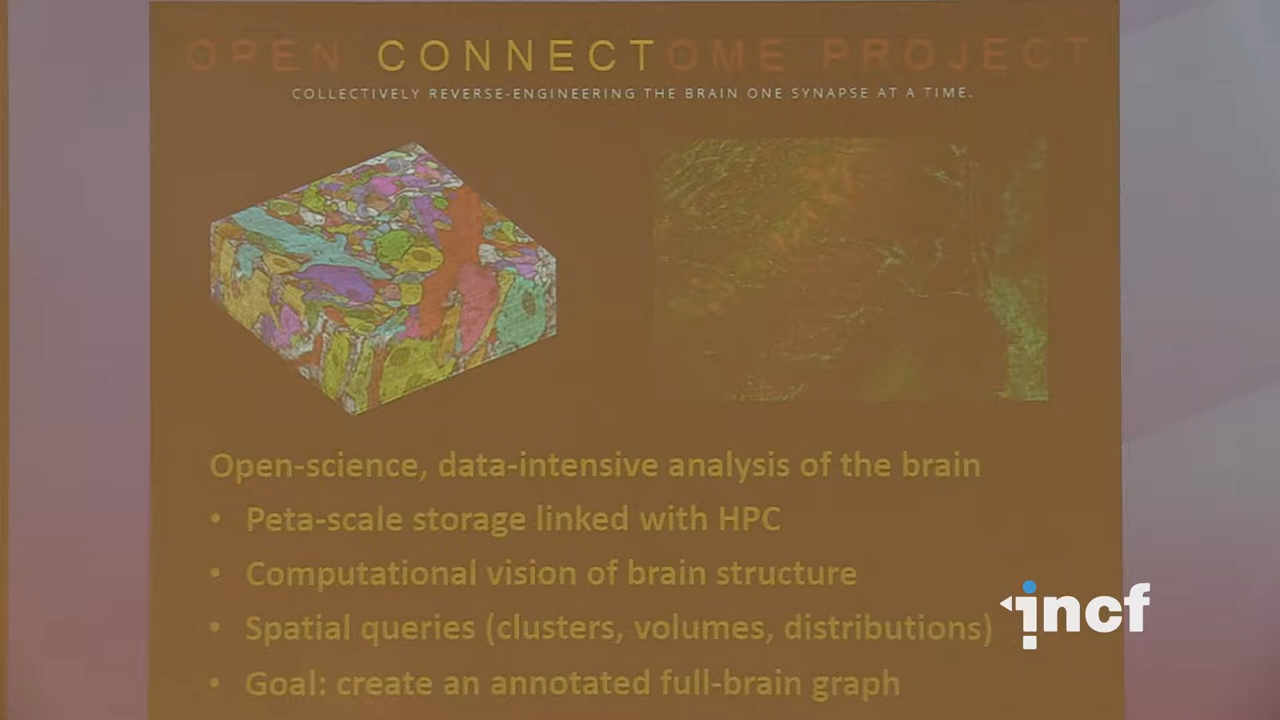 OPEN CONNECTOME PROJECT
COLLECTIVELY REVERSE-ENGINEERING THE BRAIN ONE SYNAPSE AT A TIME.
Open-science, data-intensive analysis of the brain
• Peta-scale storage linked with HPC
• Computational vision of brain structure
• Spatial queries (clusters, volumes, distributions)
• Goal: create an annotated full-brain graph
incf